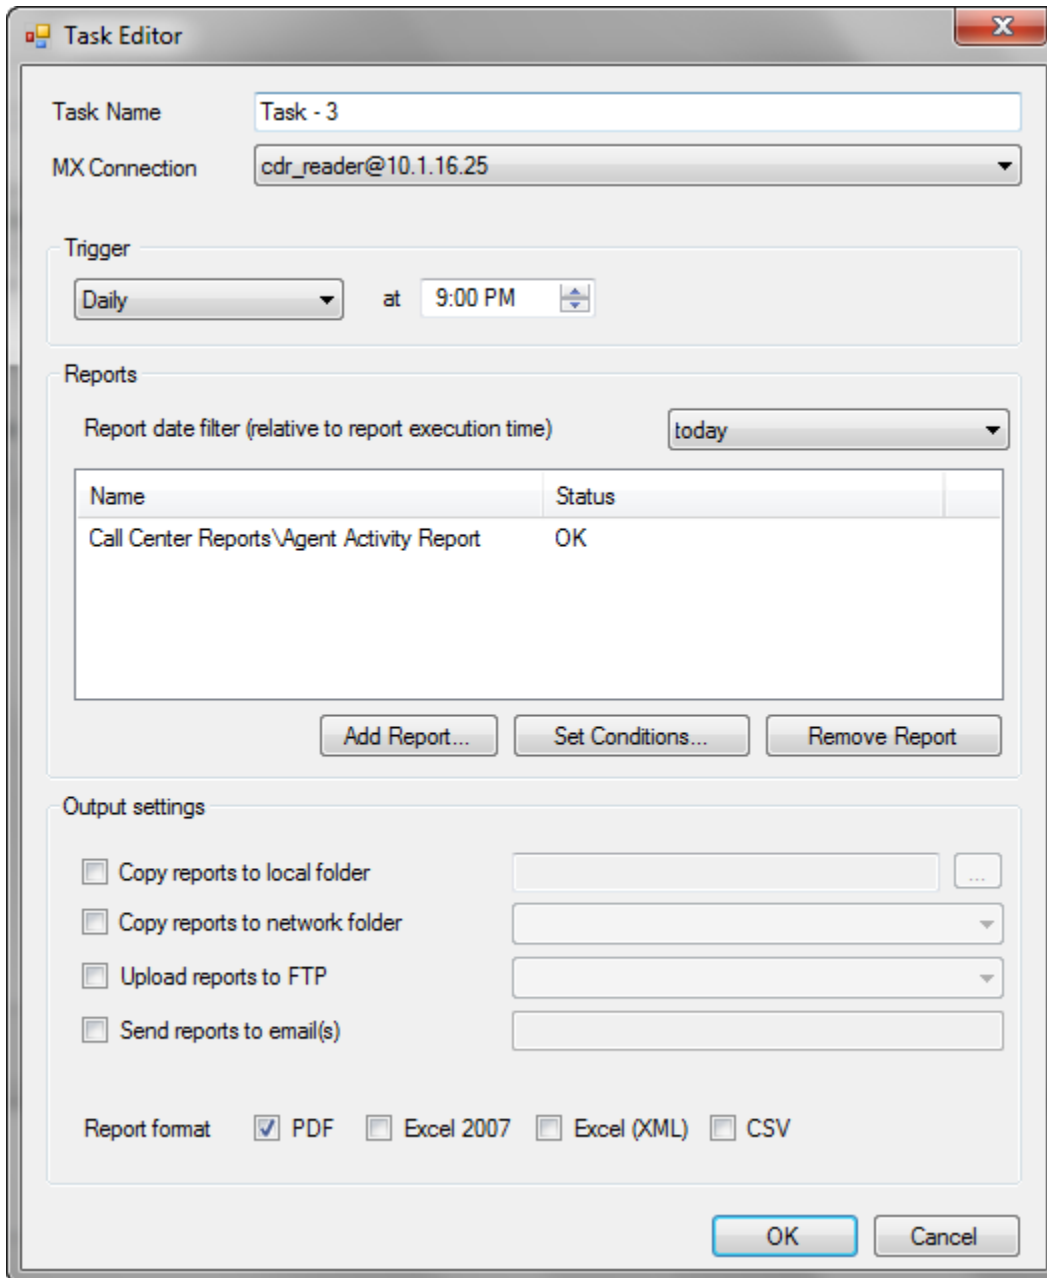 Task Editor
Task Name Task - 3
MX Connection cdr_reader@10.1.16.25
Trigger
Daily at 9:00 PM
Reports
Report date filter (relative to report execution time) today
Name Status
Call Center Reports\Agent Activity Report OK
Add Report... Set Conditions... Remove Report
Output settings
Copy reports to local folder ...
Copy reports to network folder
Upload reports to FTP
Send reports to email(s)
Report format PDF Excel 2007 Excel (XML) CSV
OK Cancel